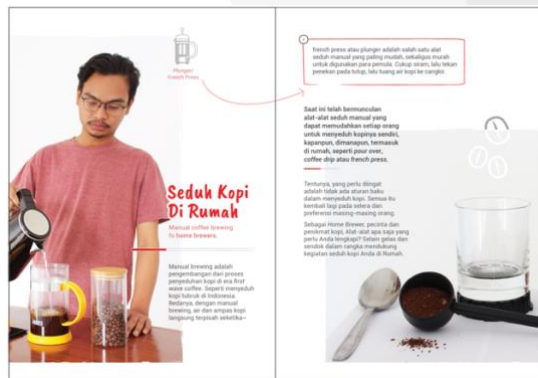 Plunger/
French Press
Seduh Kopi
Di Rumah
Manual coffee brewing
fo home brewers.
Manual brewing adalah
pengembangan dari proses
penyeduhan kopi di era first
wave coffee. Seperti menyeduh
kopi tubruk di Indonesia.
Bedanya, dengan manual
brewing, air dan ampas kopi
langsung terpisah seketika—
french press atau plunger adalah salah satu alat
seduh manual yang paling mudah, sekaligus murah
untuk digunakan para pemula. Cukup siram, lalu tekan
penekan pada tutup, lalu tuang air kopi ke cangkir.
Saat ini telah bermunculan
alat-alat seduh manual yang
dapat memudahkan setiap orang
untuk menyeduh kopinya sendiri,
kapanpun, dimanapun, termasuk
di rumah, seperti pour over,
coffee drip atau french press.
Tentunya, yang perlu diingat
adalah tidak ada aturan baku
dalam menyeduh kopi. Semua itu
kembali lagi pada selera dan
preferensi masing-masing orang.
Sebagai Home Brewer, pecinta dan
penikmat kopi, Alat-alat apa saja yang
perlu Anda lengkapi? Selain gelas dan
sendok dalam rangka mendukung
kegiatan seduh kopi Anda di Rumah.